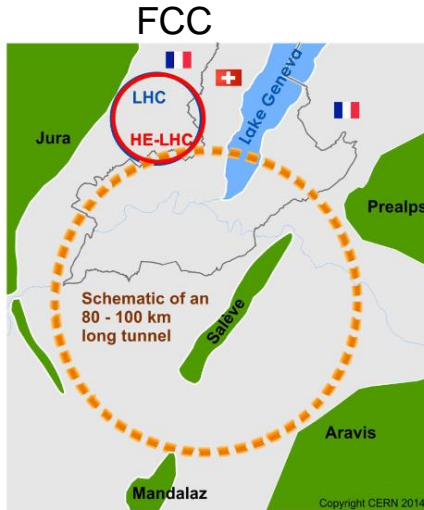 FCC
LHC
Jura
HE-LHC
Lake Geneva
Prealps
Schematic of an
80 - 100 km
long tunnel
Salève
Aravis
Mandalaz
Copyright CERN 2014